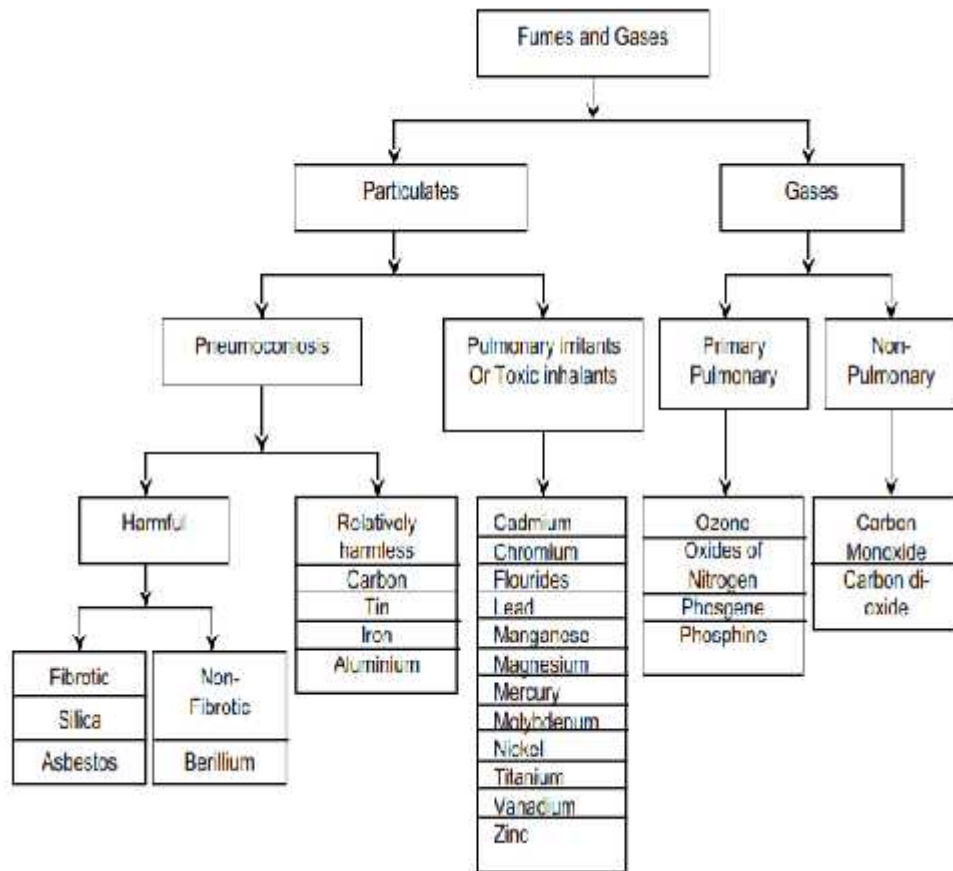 Fumes and Gases
Particulates
Gases
Pneumoconiosis
Pulmonary irritants
Or Toxic inhalants
Primary
Pulmonary
Non-
Pulmonary
Harmful
Relatively
harmless
Carbon
Tin
Iron
Aluminium
Cadmium
Chromium
Flourides
Lead
Manganese
Magnesium
Mercury
Molybdenum
Nickel
Titanium
Vanadium
Zinc
Ozone
Oxides of
Nitrogen
Phosgene
Phosphine
Carbon
Monoxide
Carbon di-
oxide
Fibrotic
Silica
Asbestos
Non-
Fibrotic
Berillium